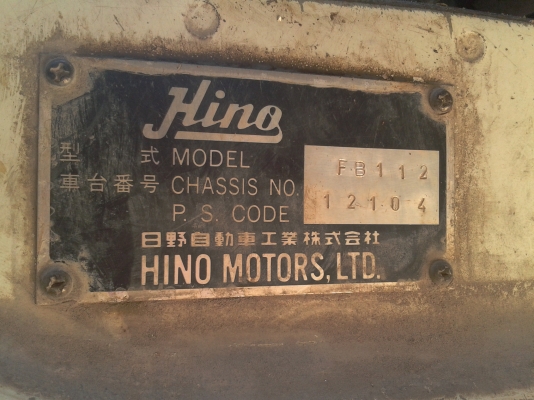 Hino
型 式 MODEL FB112
車台番号 CHASSIS NO. 12104
P. S. CODE
日野自動車工業株式会社
HINO MOTORS, LTD.